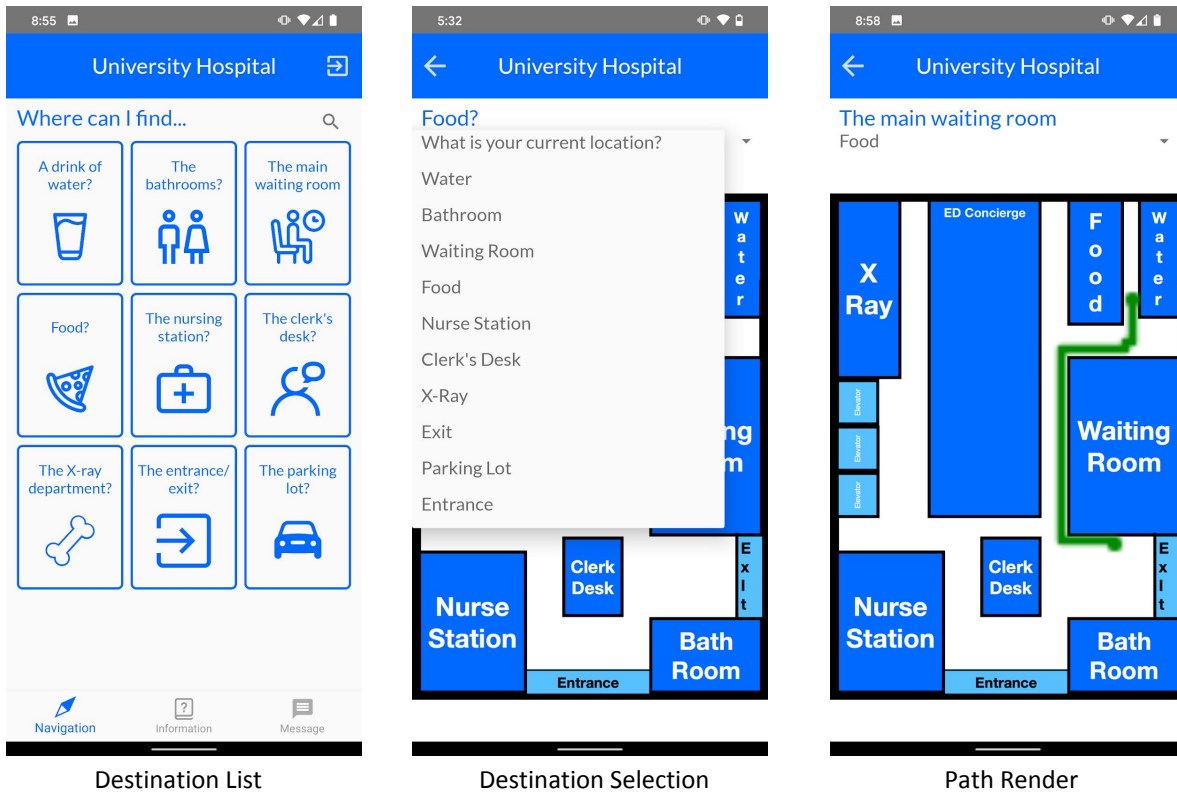 8:55
University Hospital
Where can I find...
A drink of
water?
The
bathrooms?
The main
waiting room
Food?
The nursing
station?
The clerk's
desk?
The X-ray
department?
The entrance/
exit?
The parking
lot?
Navigation
Information
Message
Destination List
5:32
University Hospital
Food?
What is your current location?
Water
Bathroom
Waiting Room
Food
Nurse Station
Clerk's Desk
X-Ray
Exit
Parking Lot
Entrance
W
a
t
e
r
ng
m
E
x
I
t
Clerk
Desk
Nurse
Station
Bath
Room
Entrance
Destination Selection
8:58
University Hospital
The main waiting room
Food
ED Concierge
F
o
o
d
W
a
t
e
r
X
Ray
Elevator
Elevator
Elevator
Waiting
Room
E
x
I
t
Clerk
Desk
Nurse
Station
Bath
Room
Entrance
Path Render